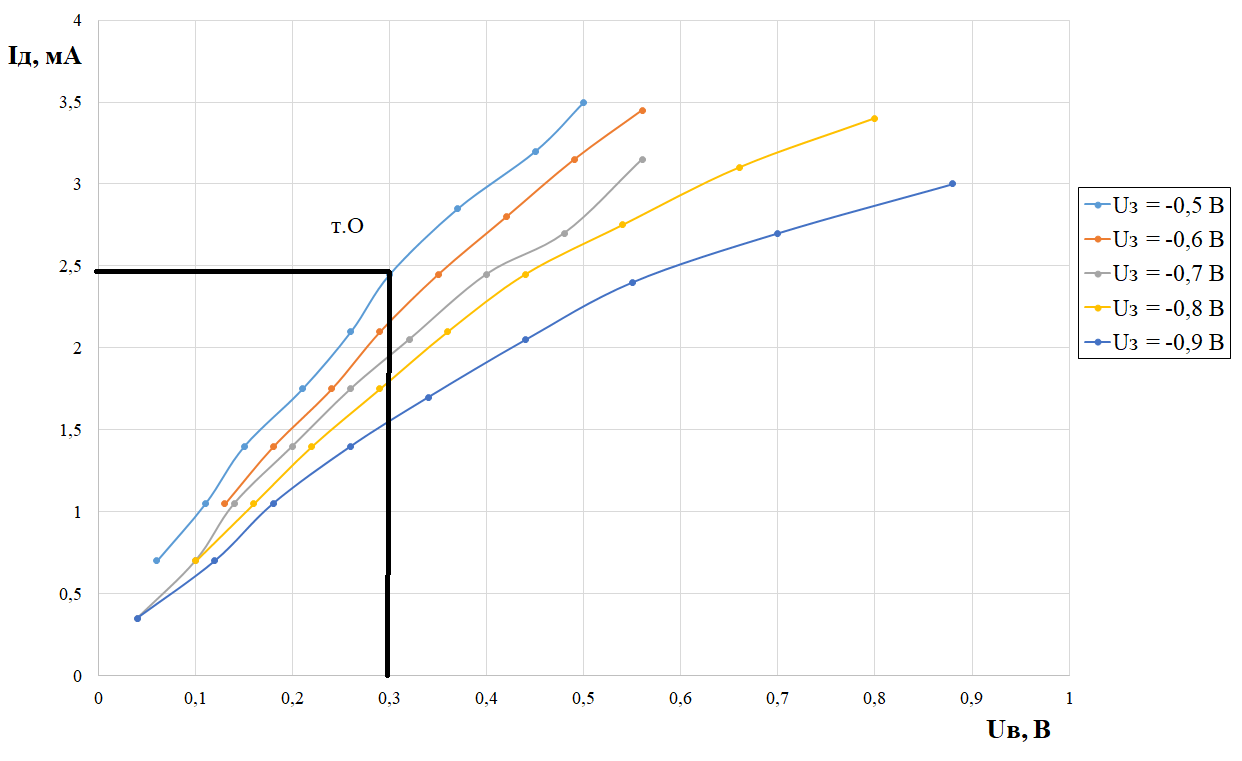 4
Iд, мА
3,5
3
2,5
2
1,5
1
0,5
0
т.О
0
0,1
0,2
0,3
0,4
0,5
0,6
0,7
0,8
0,9
1
Uв, В
Uз = -0,5 В
Uз = -0,6 В
Uз = -0,7 В
Uз = -0,8 В
Uз = -0,9 В